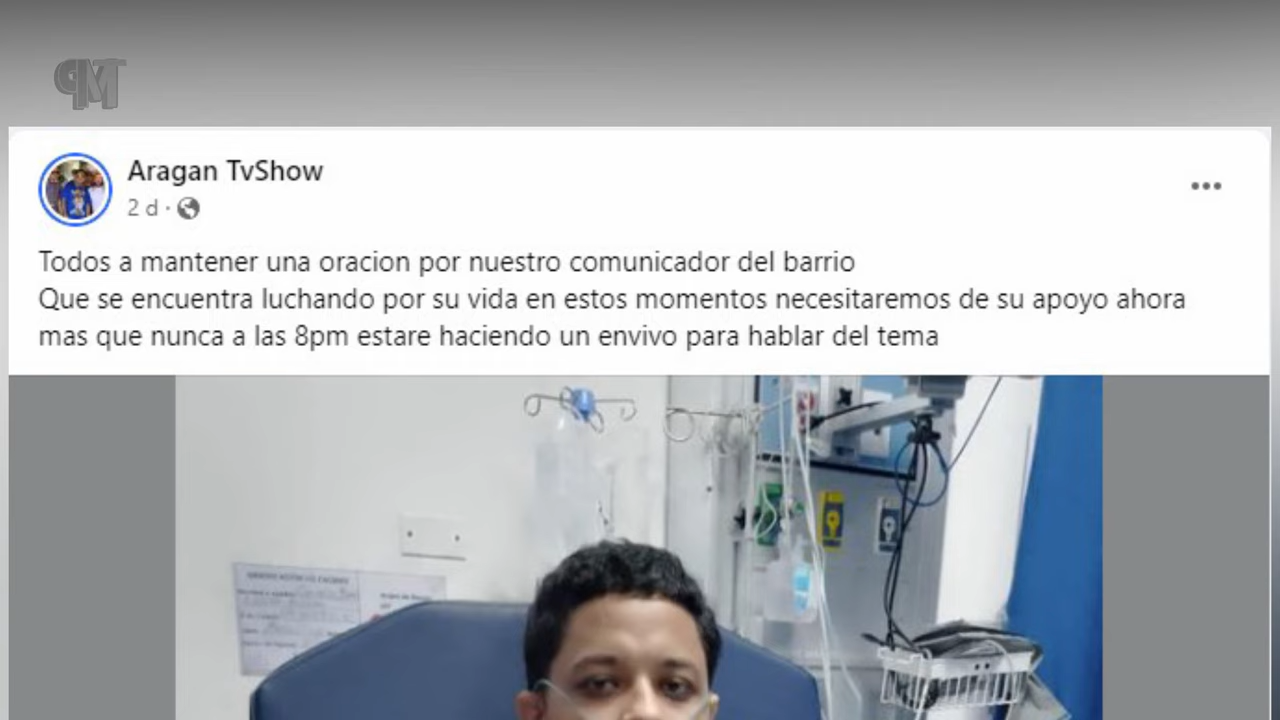 PMT
Aragan TvShow
2 d ·
Todos a mantener una oracion por nuestro comunicador del barrio
Que se encuentra luchando por su vida en estos momentos necesitaremos de su apoyo ahora
mas que nunca a las 8pm estare haciendo un envivo para hablar del tema